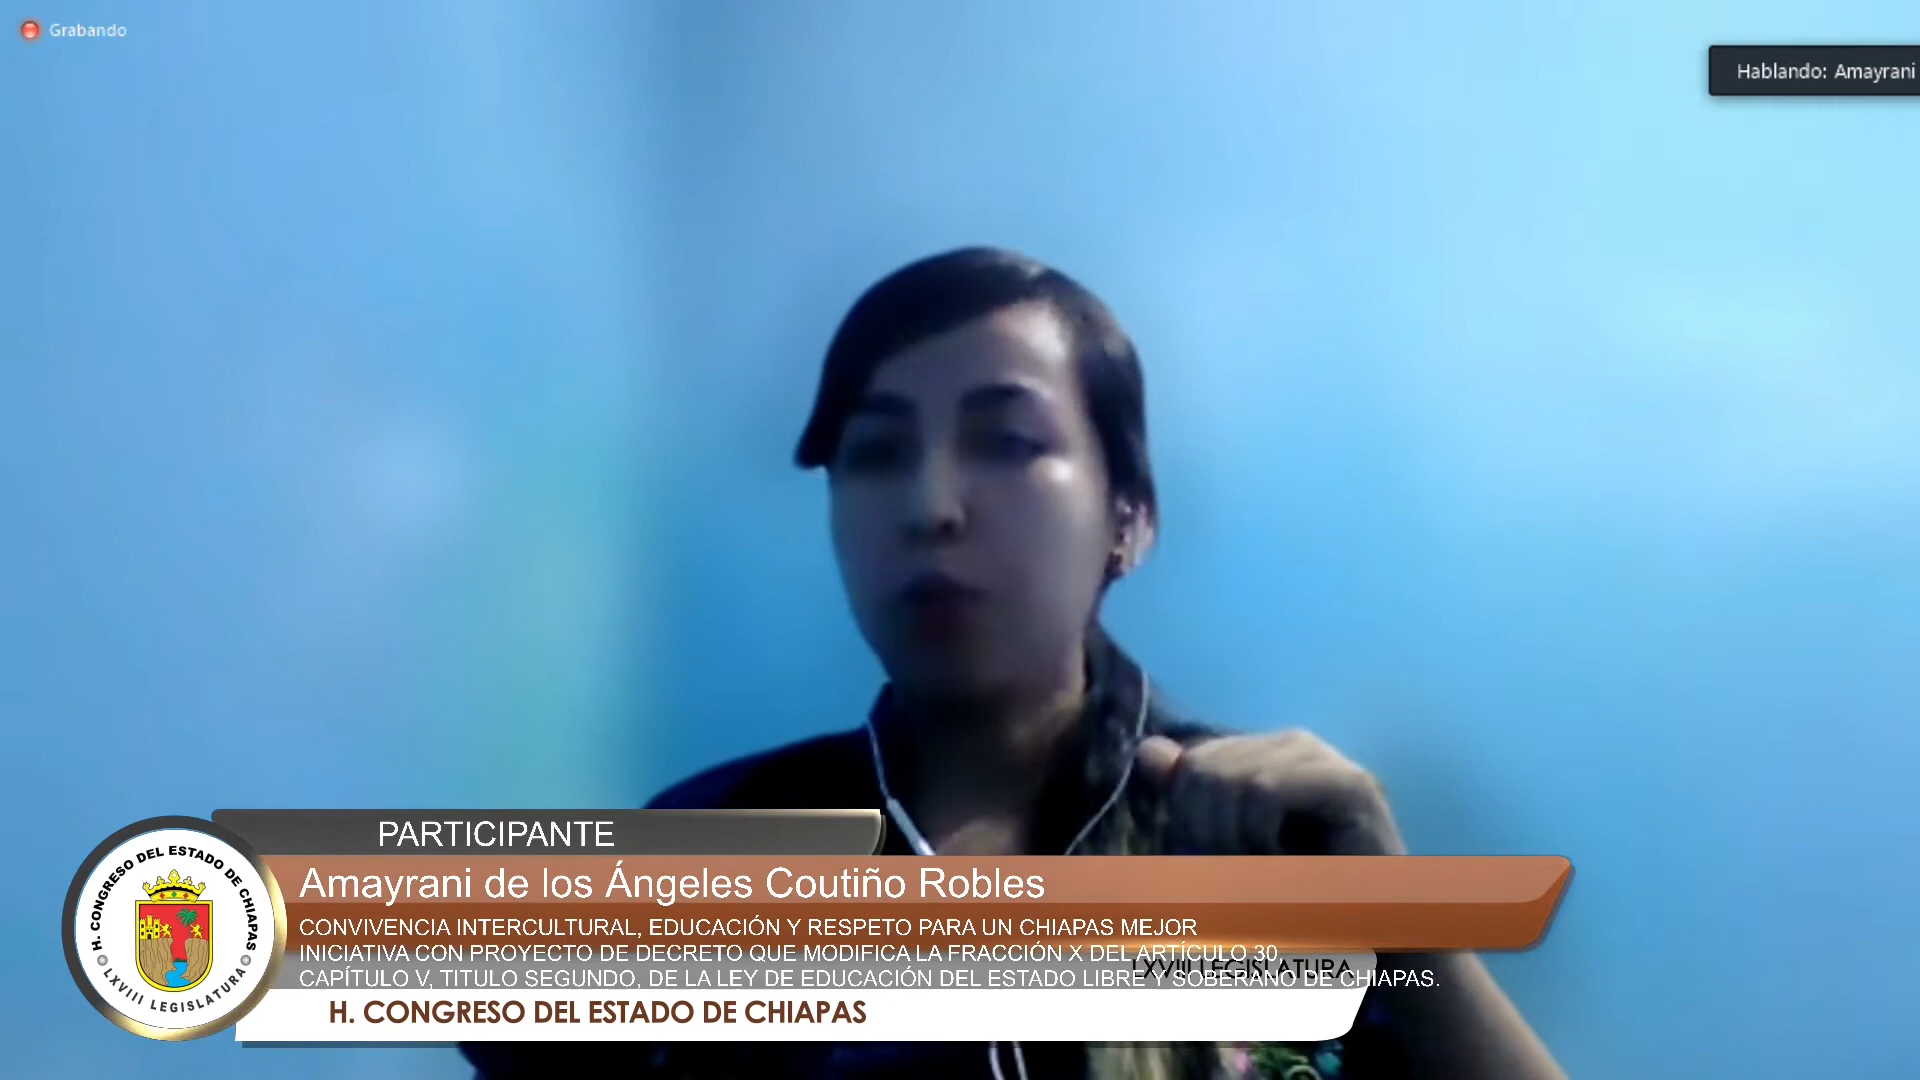 Grabando
Hablando: Amayrani
PARTICIPANTE
Amayrani de los Ángeles Coutiño Robles
CONVIVENCIA INTERCULTURAL, EDUCACIÓN Y RESPETO PARA UN CHIAPAS MEJOR
INICIATIVA CON PROYECTO DE DECRETO QUE MODIFICA LA FRACCIÓN X DEL ARTÍCULO 30,
LXVIII LEGISLATURA
CAPÍTULO V, TITULO SEGUNDO, DE LA LEY DE EDUCACIÓN DEL ESTADO LIBRE Y SOBERANO DE CHIAPAS.
H. CONGRESO DEL ESTADO DE CHIAPAS
H. CONGRESO DEL ESTADO DE CHIAPAS
LXVIII LEGISLATURA